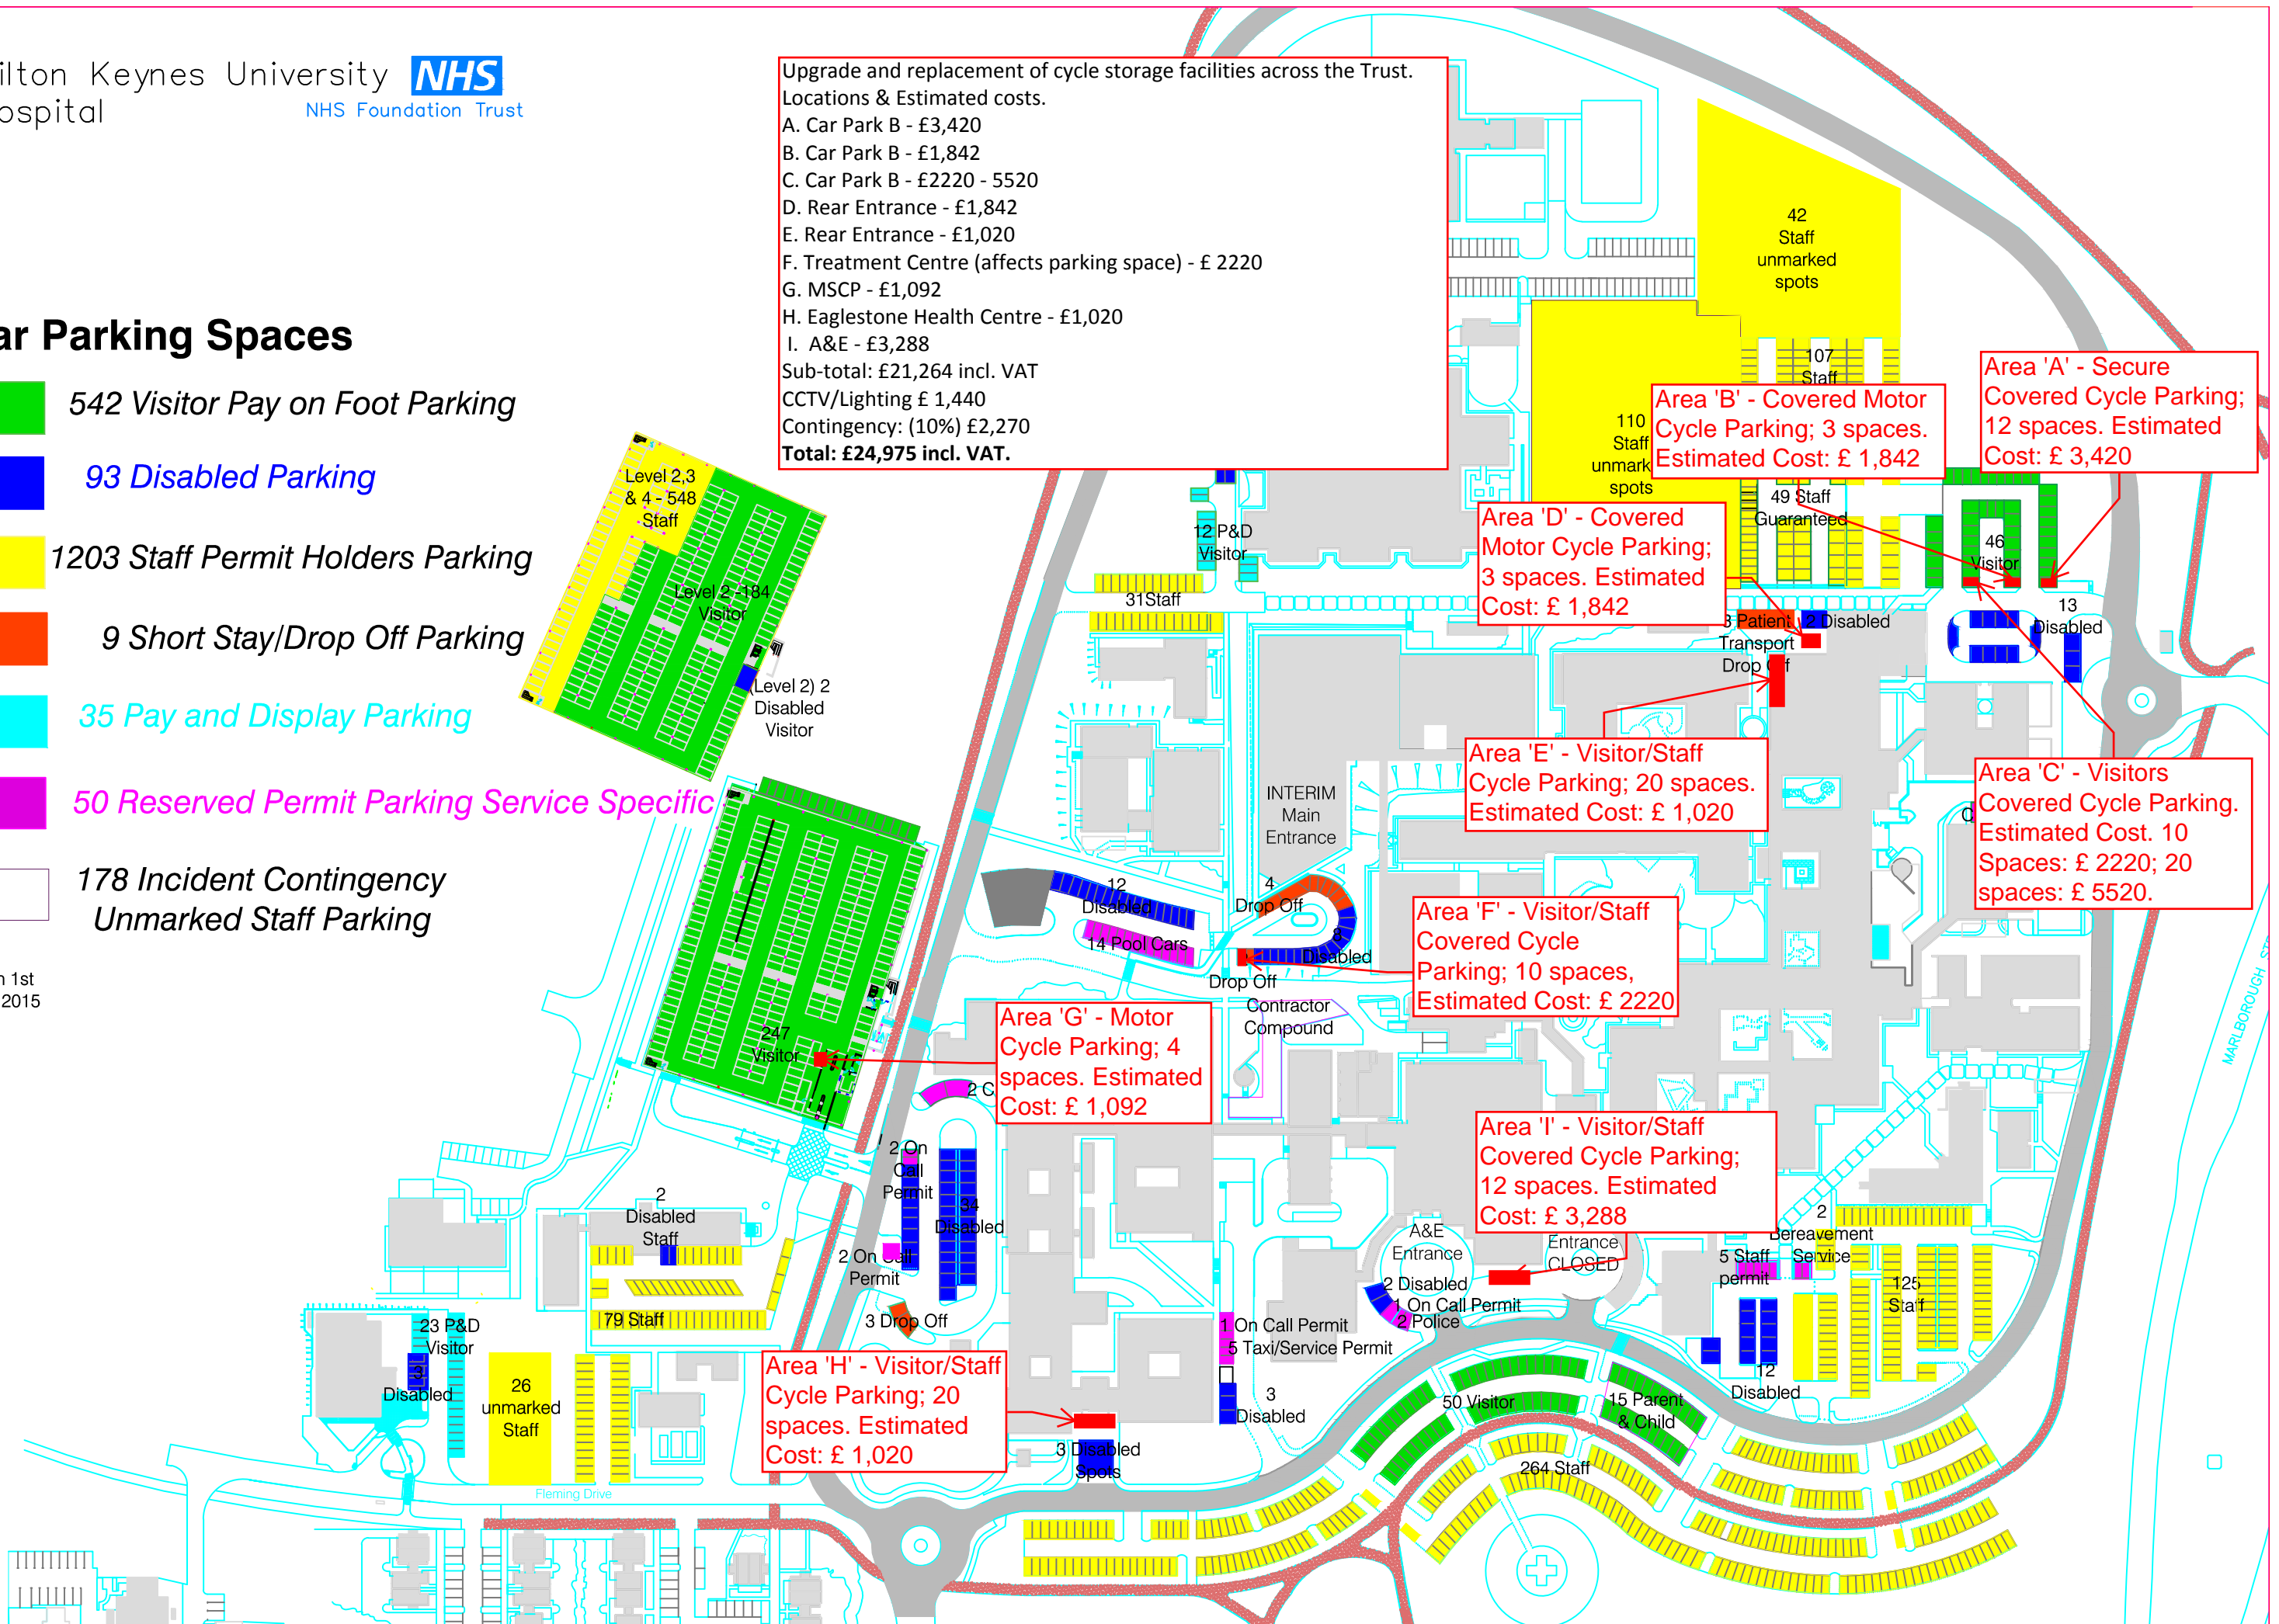 ilton Keynes University NHS
ospital
NHS Foundation Trust
Upgrade and replacement of cycle storage facilities across the Trust.
Locations & Estimated costs.
A. Car Park B - £3,420
B. Car Park B - £1,842
C. Car Park B - £2220 - 5520
D. Rear Entrance - £1,842
E. Rear Entrance - £1,020
F. Treatment Centre (affects parking space) - £ 2220
G. MSCP - £1,092
H. Eaglestone Health Centre - £1,020
I. A&E - £3,288
Sub-total: £21,264 incl. VAT
CCTV/Lighting £ 1,440
Contingency: (10%) £2,270
Total: £24,975 incl. VAT.
ar Parking Spaces
542 Visitor Pay on Foot Parking
93 Disabled Parking
1203 Staff Permit Holders Parking
9 Short Stay/Drop Off Parking
35 Pay and Display Parking
50 Reserved Permit Parking Service Specific
178 Incident Contingency
Unmarked Staff Parking
n 1st
2015
42
Staff
unmarked
spots
107
Staff
110
Staff
unmark
spots
Area 'B' - Covered Motor
Cycle Parking; 3 spaces.
Estimated Cost: £ 1,842
Area 'A' - Secure
Covered Cycle Parking;
12 spaces. Estimated
Cost: £ 3,420
49 Staff
Guaranteed
46
Visitor
13
Disabled
Area 'D' - Covered
Motor Cycle Parking;
3 spaces. Estimated
Cost: £ 1,842
3 Patient
Transport
Drop Off
2 Disabled
Level 2,3
& 4 - 548
Staff
Level 2 -184
Visitor
(Level 2) 2
Disabled
Visitor
12 P&D
Visitor
31Staff
Area 'E' - Visitor/Staff
Cycle Parking; 20 spaces.
Estimated Cost: £ 1,020
Area 'C' - Visitors
Covered Cycle Parking.
Estimated Cost. 10
Spaces: £ 2220; 20
spaces: £ 5520.
C
INTERIM
Main
Entrance
12
Disabled
14 Pool Cars
4
Drop Off
8
Disabled
Drop Off
Area 'F' - Visitor/Staff
Covered Cycle
Parking; 10 spaces,
Estimated Cost: £ 2220
Contractor
Compound
247
Visitor
Area 'G' - Motor
Cycle Parking; 4
spaces. Estimated
Cost: £ 1,092
2 C
MARLBOROUGH ST
2 On
Call
Permit
34
Disabled
2 On Call
Permit
3 Drop Off
2
Disabled
Staff
79 Staff
Area 'I' - Visitor/Staff
Covered Cycle Parking;
12 spaces. Estimated
Cost: £ 3,288
A&E
Entrance
Entrance
CLOSED
2 Disabled
1 On Call Permit
2 Police
1 On Call Permit
5 Taxi/Service Permit
2
Bereavement
Service
5 Staff
permit
125
Staff
12
Disabled
23 P&D
Visitor
3
Disabled
26
unmarked
Staff
Area 'H' - Visitor/Staff
Cycle Parking; 20
spaces. Estimated
Cost: £ 1,020
3 Disabled
Spots
3
Disabled
50 Visitor
15 Parent
& Child
264 Staff
Fleming Drive